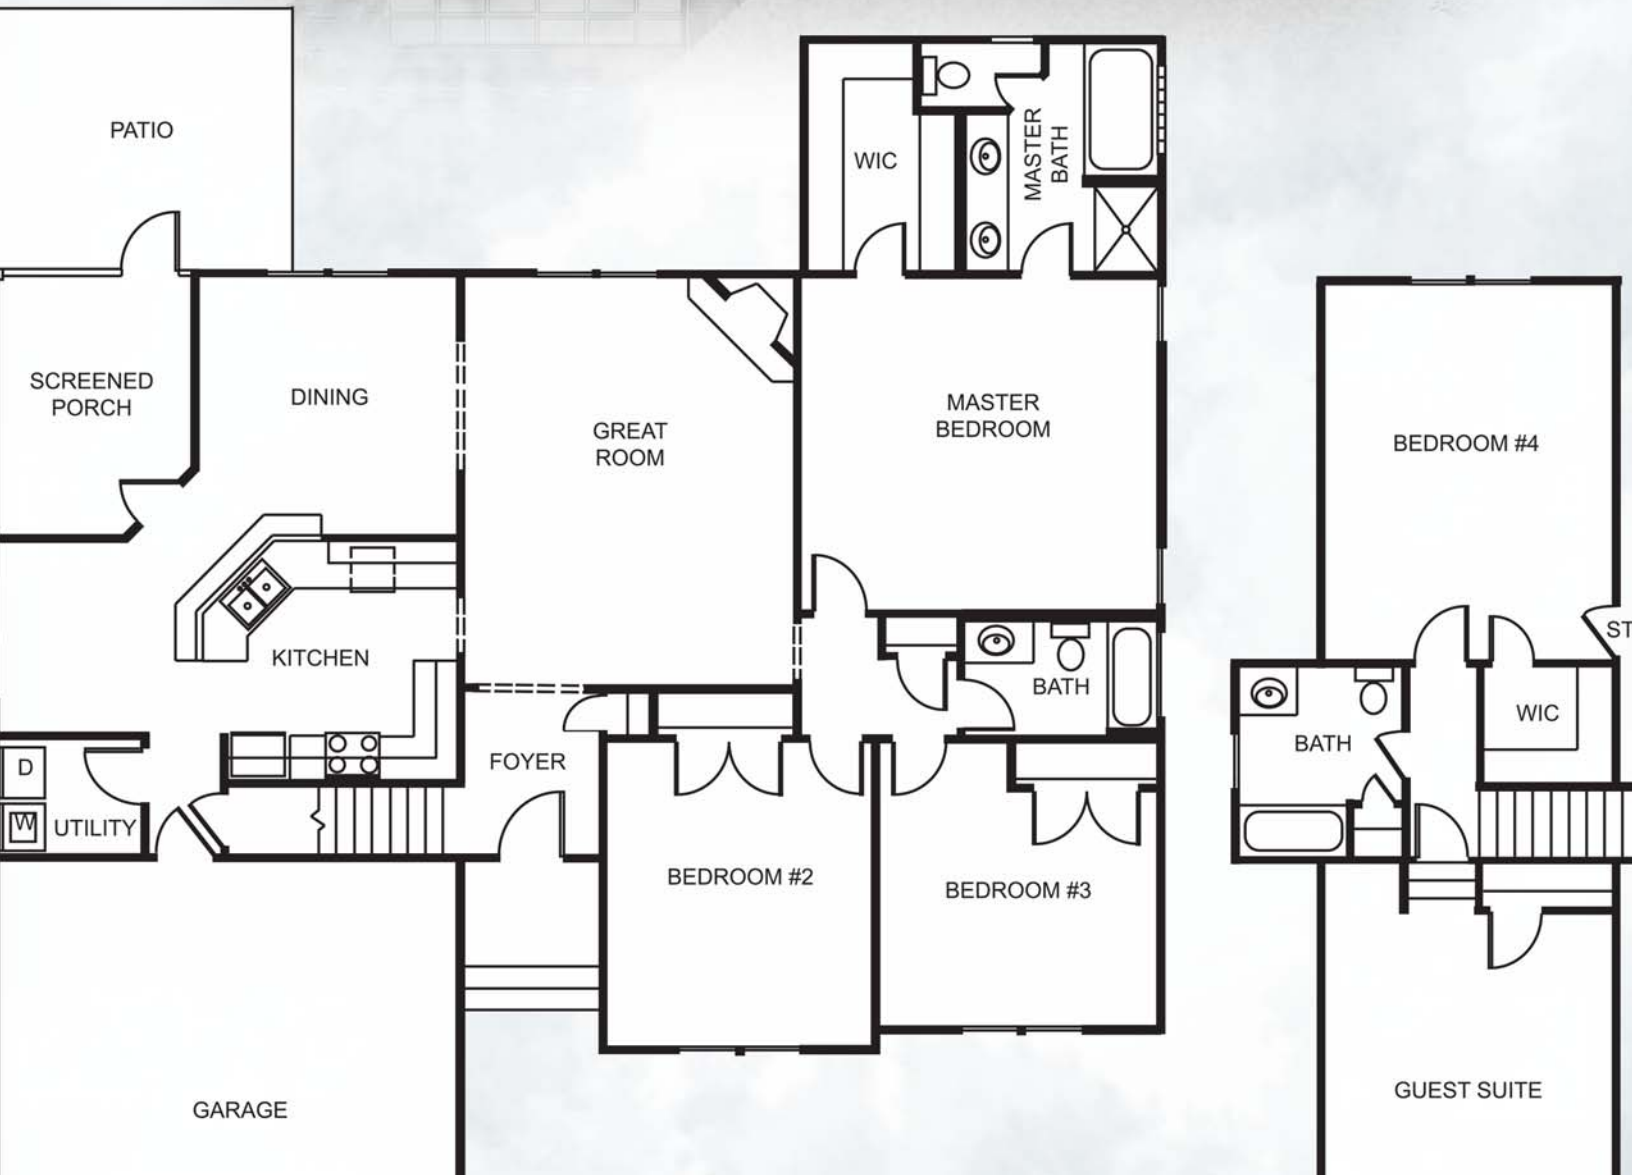 PATIO
SCREENED
PORCH
DINING
GREAT
ROOM
WIC
MASTER
BATH
MASTER
BEDROOM
KITCHEN
FOYER
BATH
D
W
UTILITY
BEDROOM #2
BEDROOM #3
GARAGE
BEDROOM #4
ST
WIC
BATH
GUEST SUITE